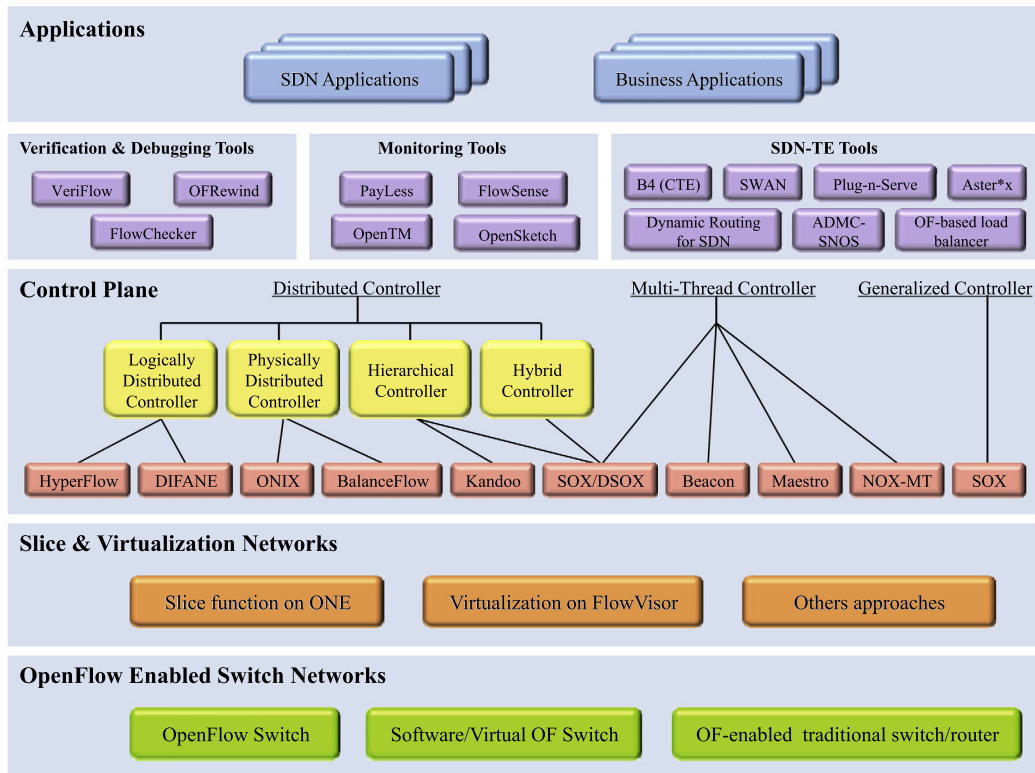 Applications
SDN Applications
Business Applications
Verification & Debugging Tools
VeriFlow
OFRewind
FlowChecker
Monitoring Tools
PayLess
FlowSense
OpenTM
OpenSketch
SDN-TE Tools
B4 (CTE)
SWAN
Plug-n-Serve
Aster*x
Dynamic Routing
for SDN
ADMC-
SNOS
OF-based load
balancer
Control Plane
Distributed Controller
Multi-Thread Controller
Generalized Controller
Logically
Distributed
Controller
Physically
Distributed
Controller
Hierarchical
Controller
Hybrid
Controller
HyperFlow
DIFANE
ONIX
BalanceFlow
Kandoo
SOX/DSOX
Beacon
Maestro
NOX-MT
SOX
Slice & Virtualization Networks
Slice function on ONE
Virtualization on FlowVisor
Others approaches
OpenFlow Enabled Switch Networks
OpenFlow Switch
Software/Virtual OF Switch
OF-enabled traditional switch/router